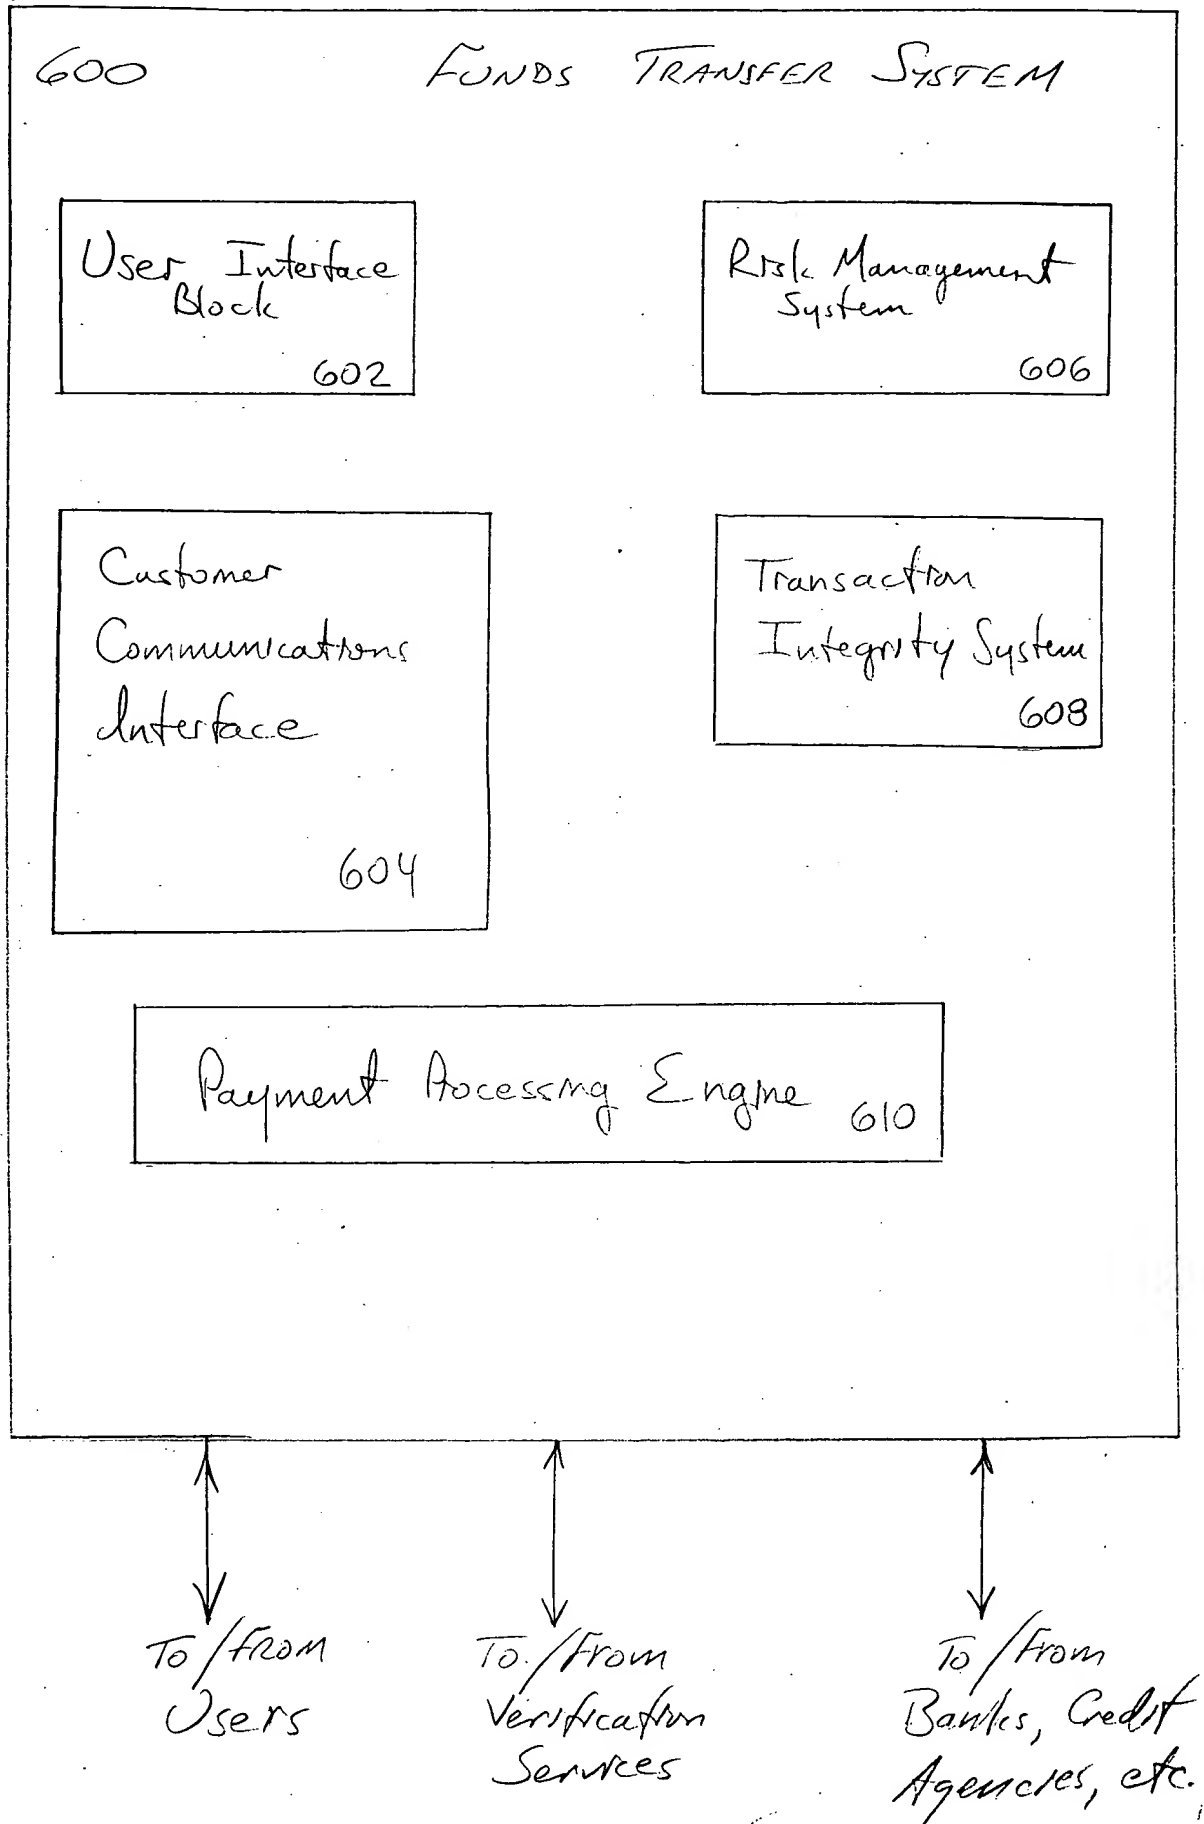 600 FUNDS TRANSFER SYSTEM
User Interface
Block
602
Risk Management
System
606
Customer
Communications
Interface
604
Transaction
Integrity System
608
Payment Processing Engine 610
To/From
Users
To/From
Verification
Services
To/From
Banks, Credit
Agencies, etc.